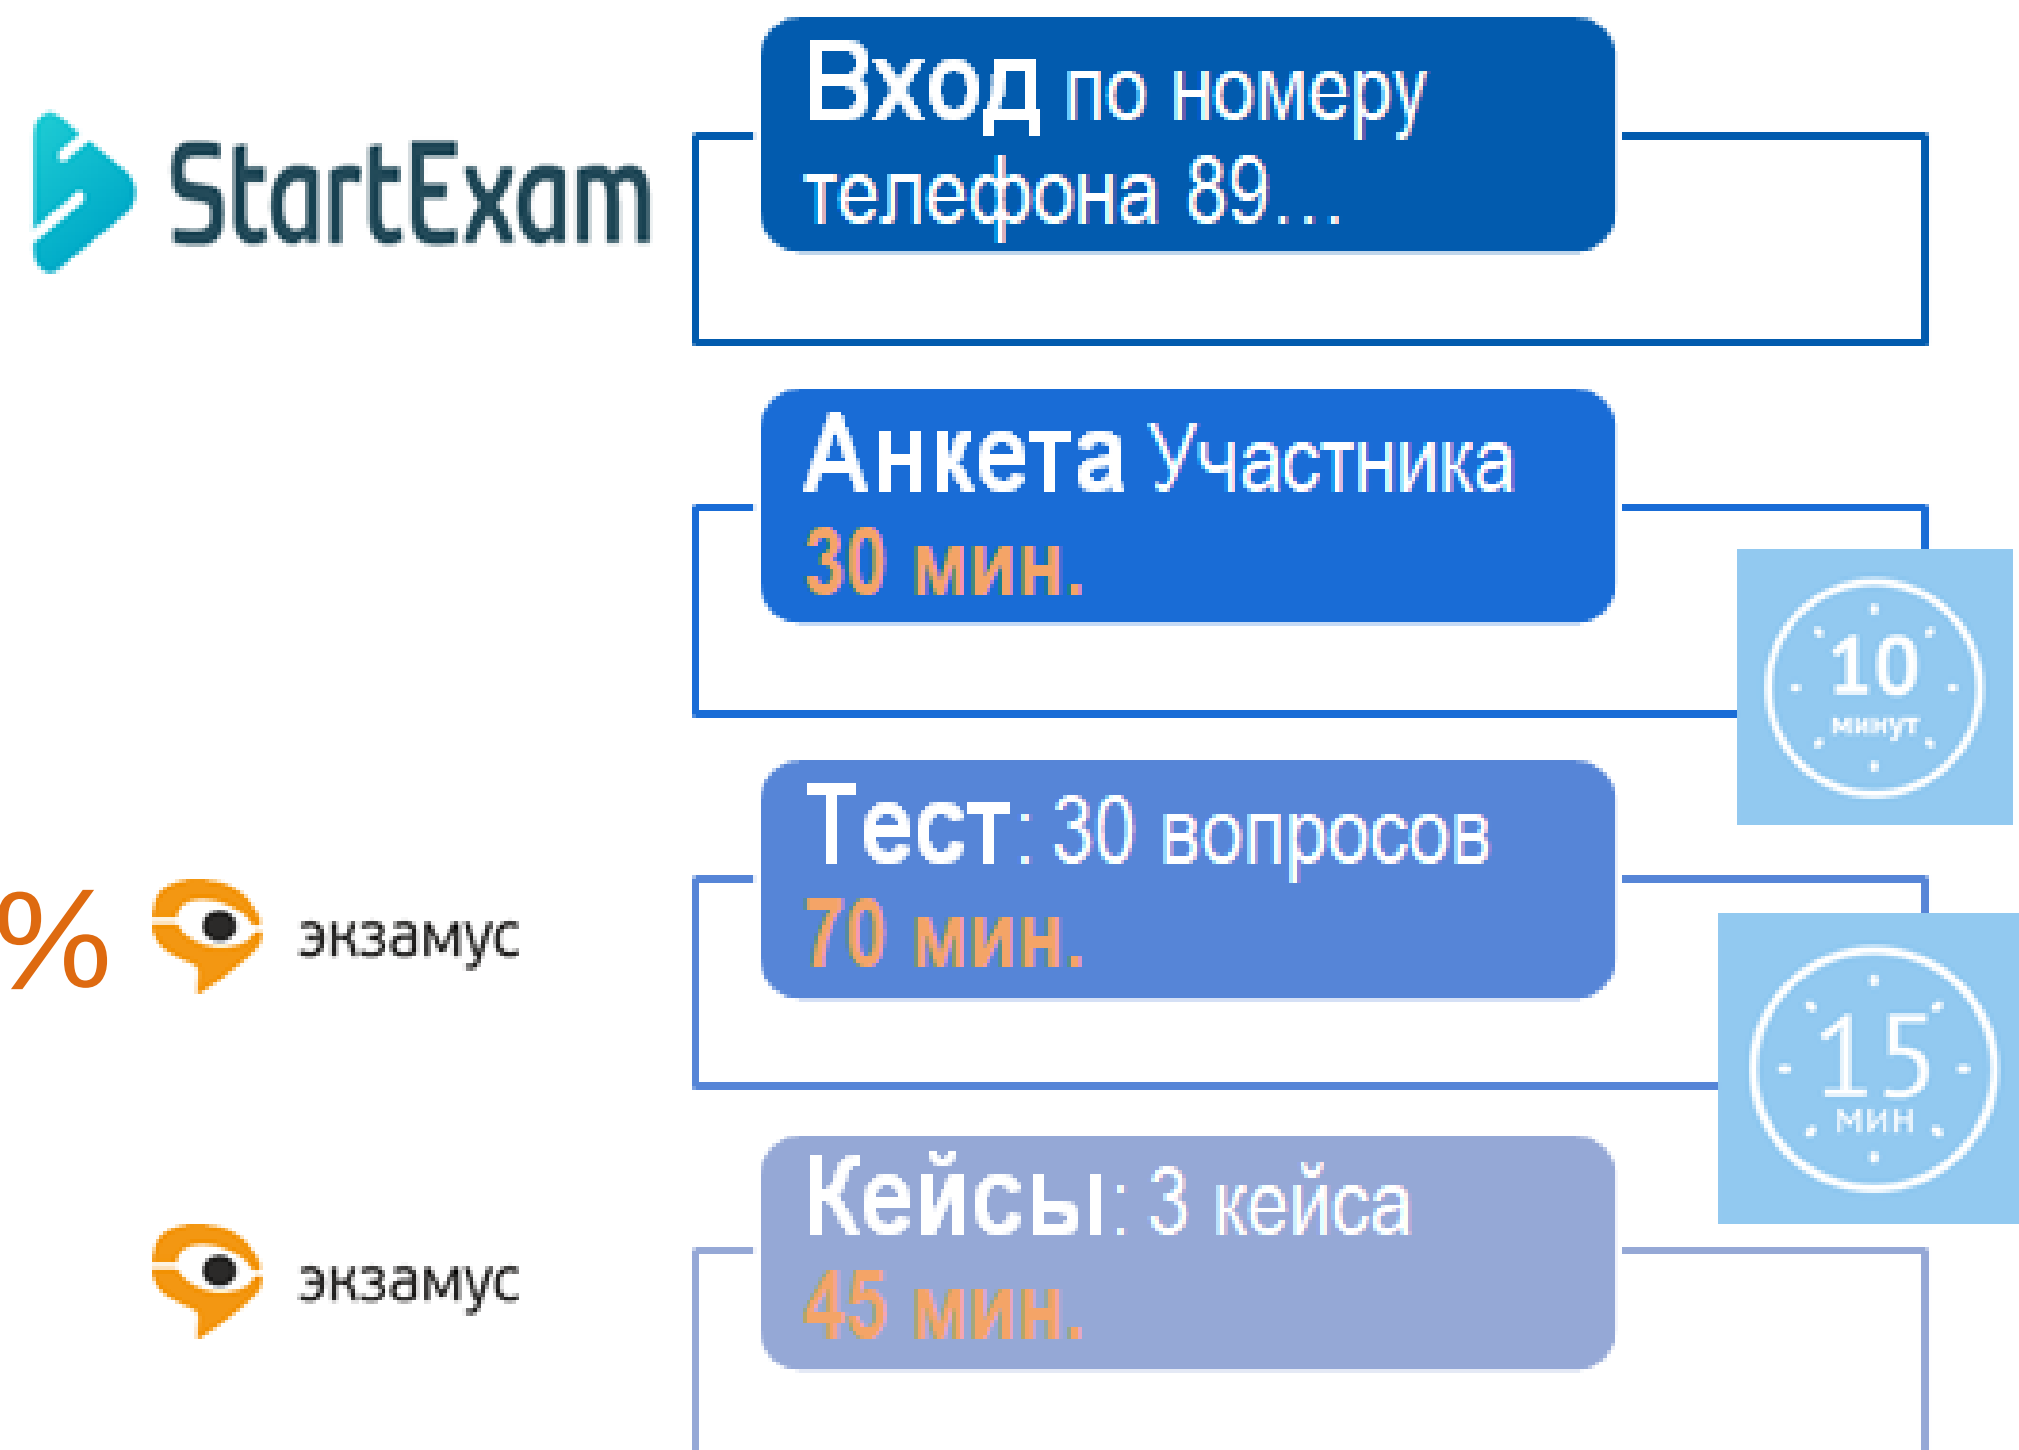 StartExam
Вход по номеру
телефона 89...
Анкета Участника
30 мин.
10
минут
Тест: 30 вопросов
70 мин.
%
экзамус
15
мин
Кейсы: 3 кейса
45 мин.
экзамус